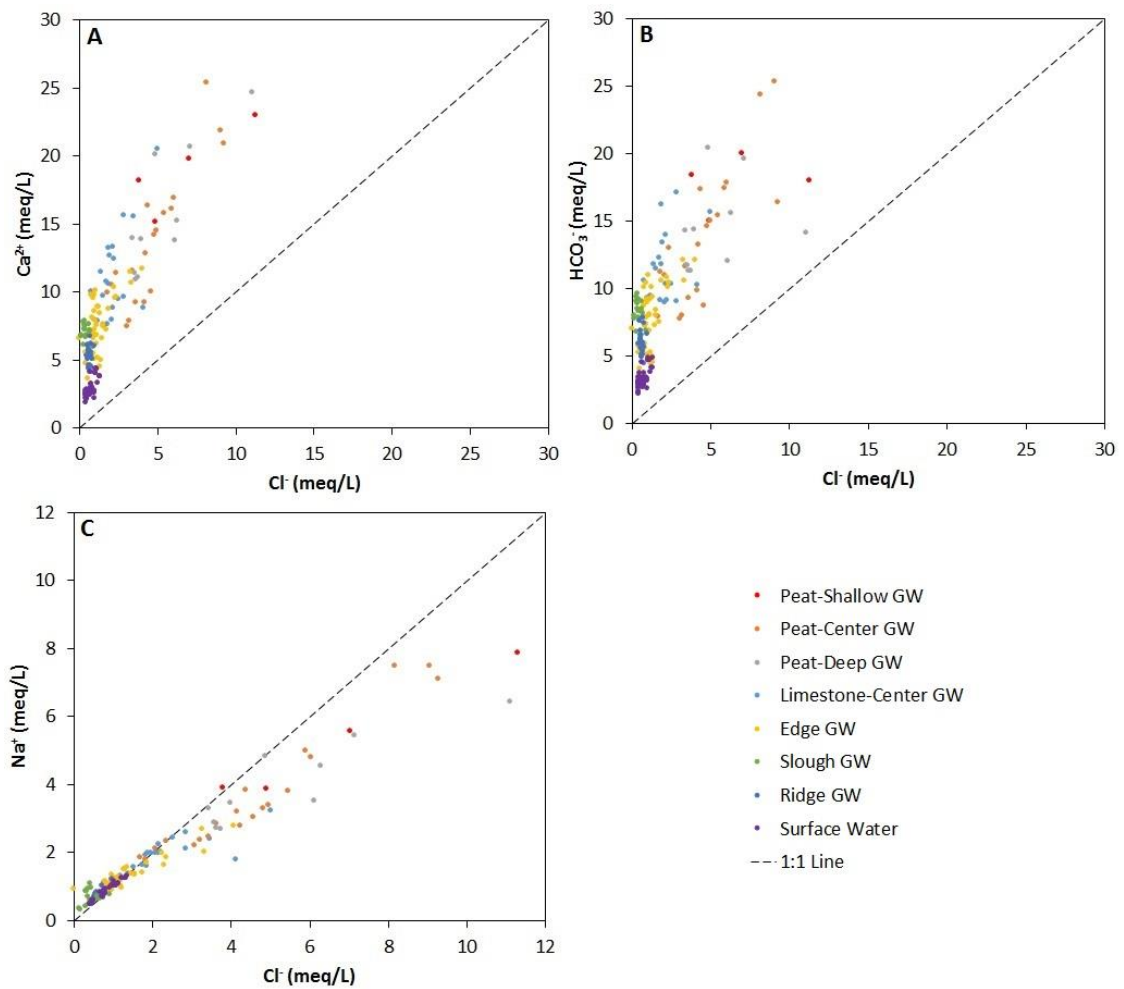 A
30
25
20
15
10
5
0
Ca²⁺ (meq/L)
0 5 10 15 20 25 30
Cl⁻ (meq/L)
B
30
25
20
15
10
5
0
HCO₃⁻ (meq/L)
0 5 10 15 20 25 30
Cl⁻ (meq/L)
C
12
10
8
6
4
2
0
Na⁺ (meq/L)
0 2 4 6 8 10 12
Cl⁻ (meq/L)
Peat-Shallow GW
Peat-Center GW
Peat-Deep GW
Limestone-Center GW
Edge GW
Slough GW
Ridge GW
Surface Water
1:1 Line